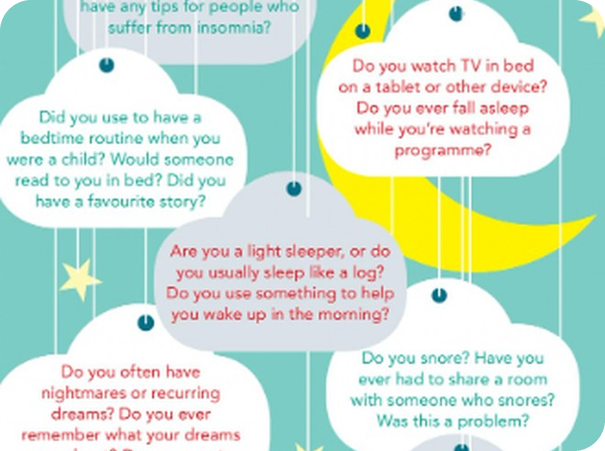 have any tips for people who
suffer from insomnia?
Do you watch TV in bed
on a tablet or other device?
Do you ever fall asleep
while you're watching a
programme?
Did you use to have a
bedtime routine when you
were a child? Would someone
read to you in bed? Did you
have a favourite story?
Are you a light sleeper, or do
you usually sleep like a log?
Do you use something to help
you wake up in the morning?
Do you snore? Have you
ever had to share a room
with someone who snores?
Was this a problem?
Do you often have
nightmares or recurring
dreams? Do you ever
remember what your dreams